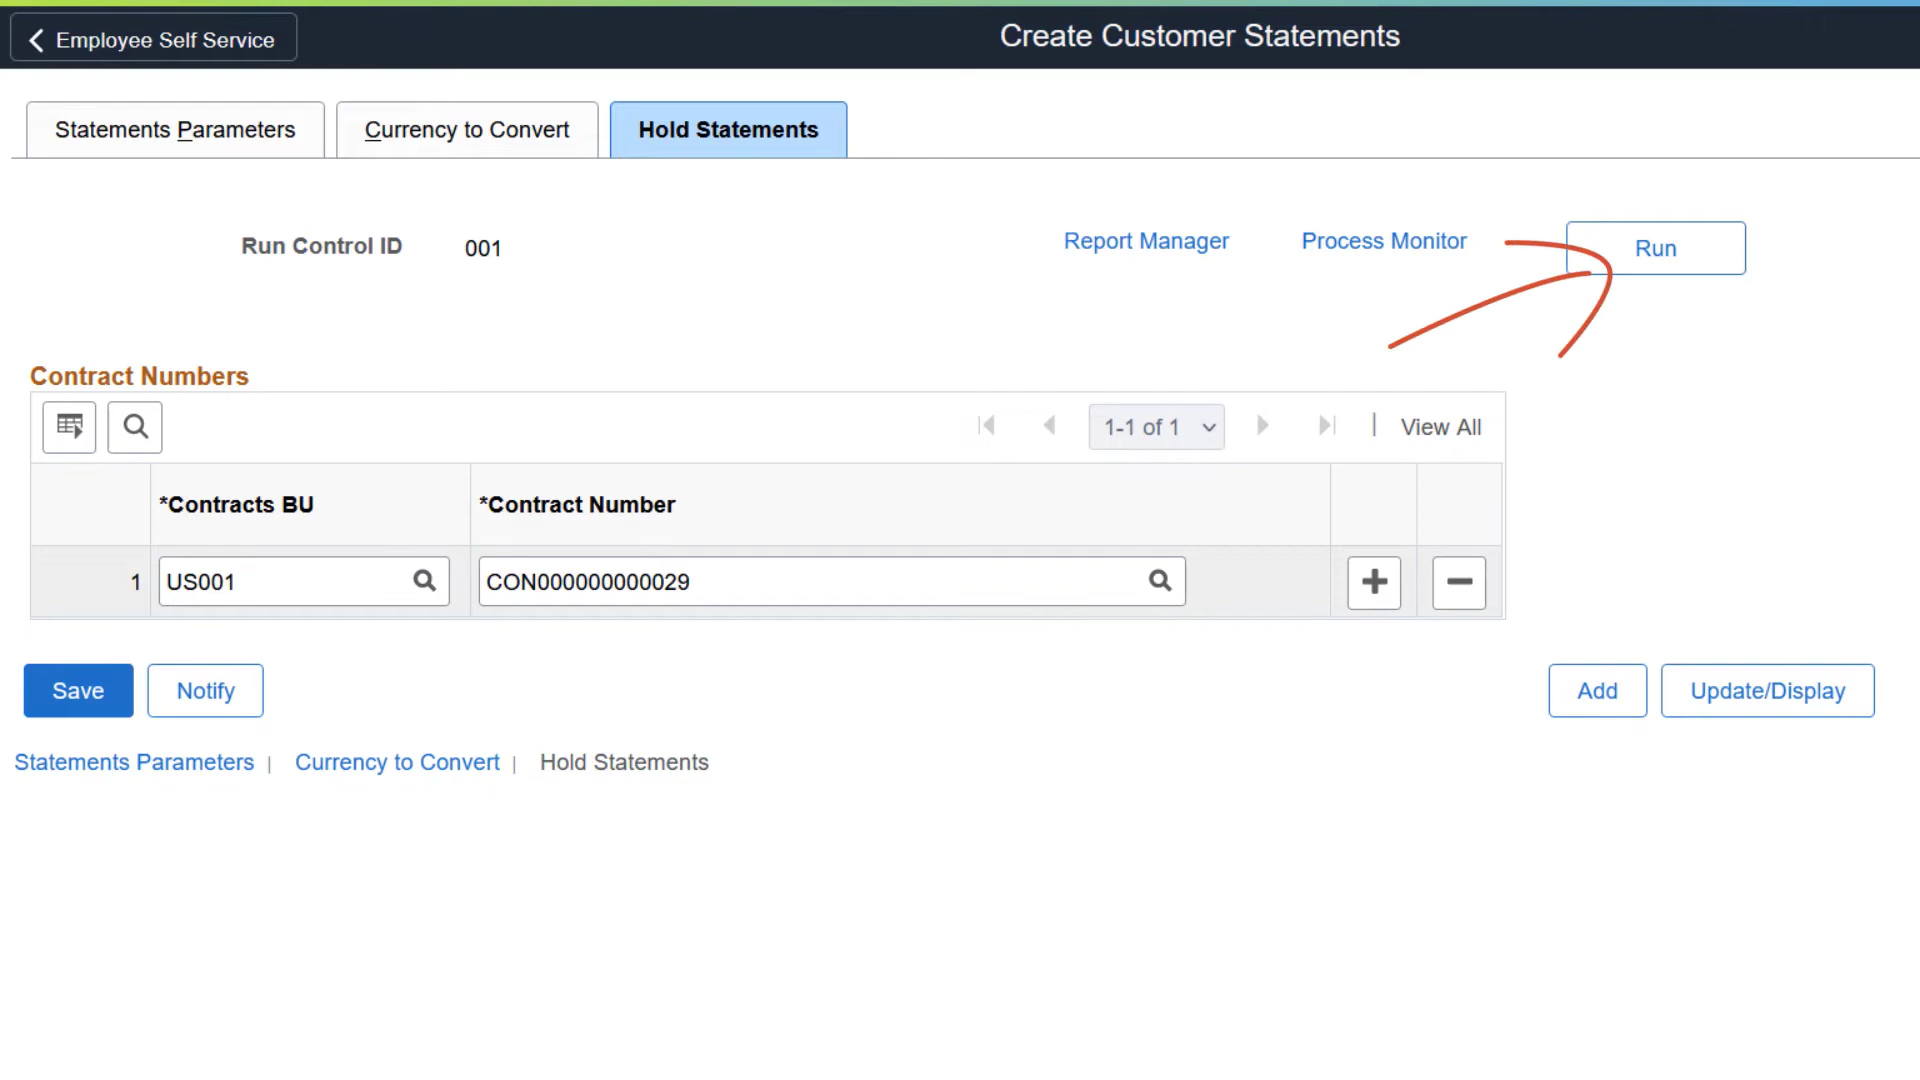 Employee Self Service
Create Customer Statements
Statements Parameters
Currency to Convert
Hold Statements
Run Control ID 001
Report Manager
Process Monitor
Run
Contract Numbers
1-1 of 1
| View All
*Contracts BU
*Contract Number
1
US001
CON000000000029
Save
Notify
Add
Update/Display
Statements Parameters | Currency to Convert | Hold Statements